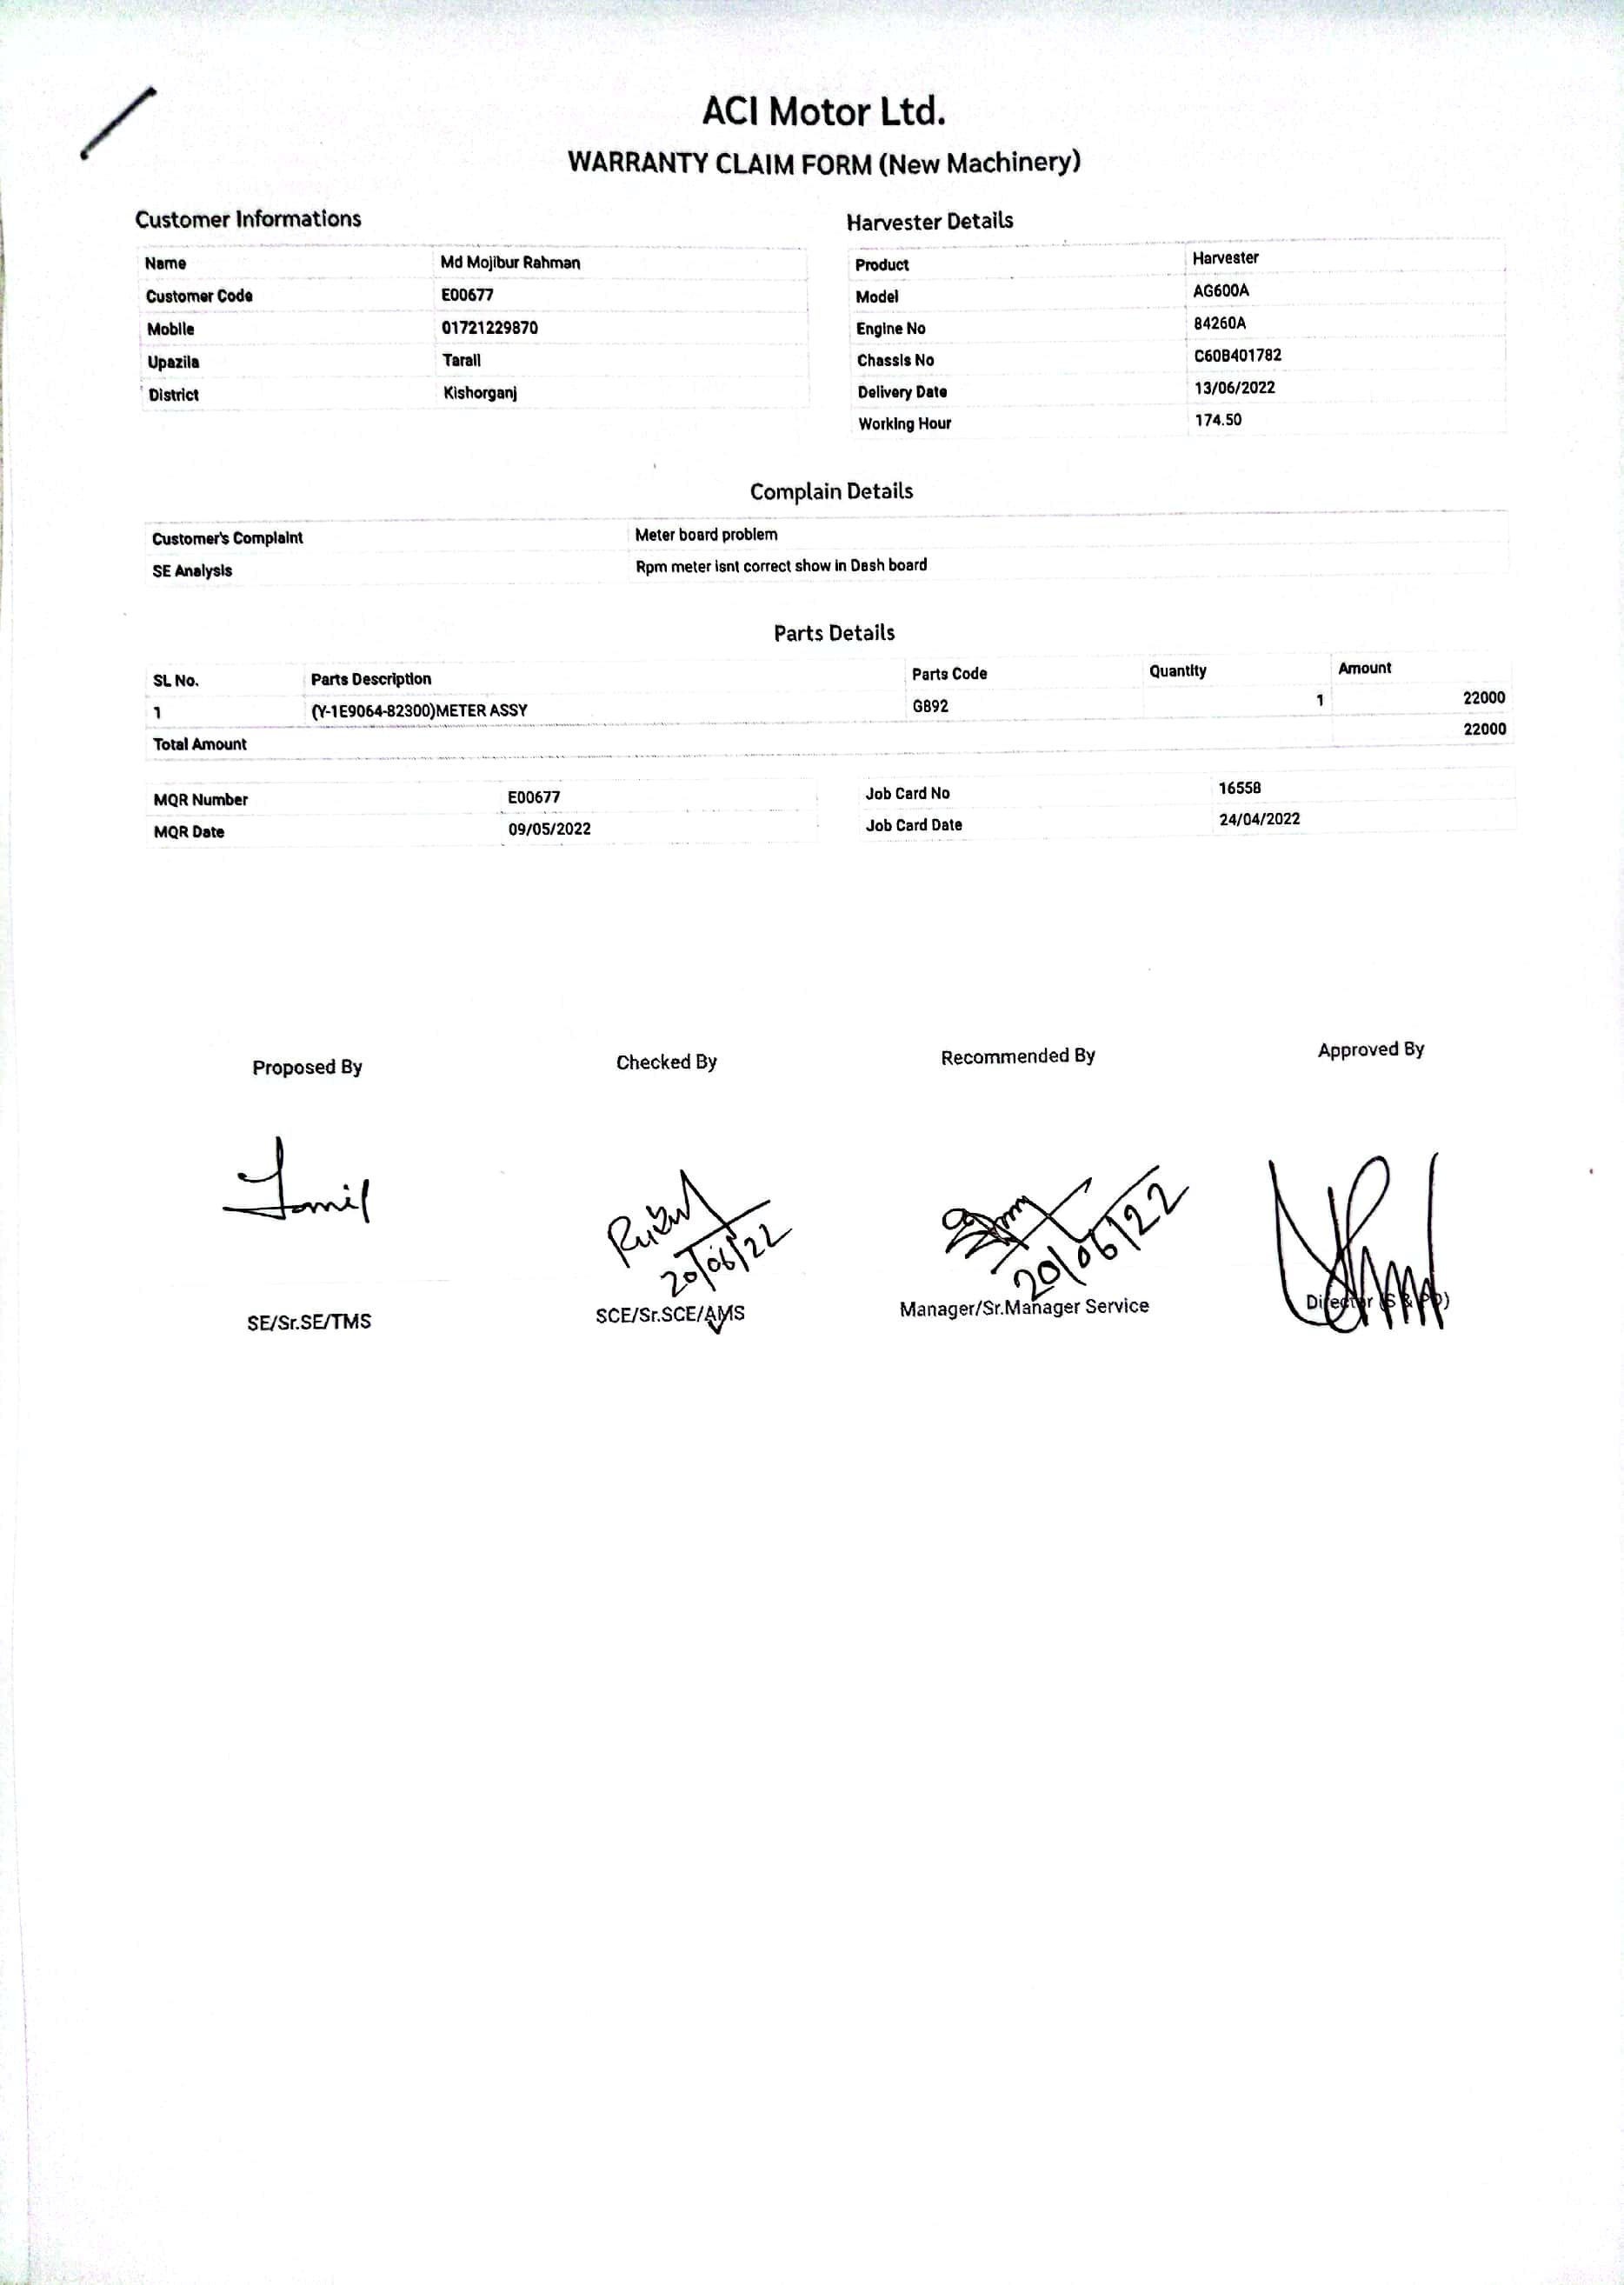 ACI Motor Ltd.
WARRANTY CLAIM FORM (New Machinery)
Customer Informations
Name Md Mojibur Rahman
Customer Code E00677
Mobile 01721229870
Upazila Tarail
District Kishorganj
Harvester Details
Product Harvester
Model AG600A
Engine No 84260A
Chassis No C60B401782
Delivery Date 13/06/2022
Working Hour 174.50
Complain Details
Customer's Complaint Meter board problem
SE Analysis Rpm meter isnt correct show in Dash board
Parts Details
SL No. Parts Description Parts Code Quantity Amount
1 (Y-1E9064-82300)METER ASSY G892 1 22000
Total Amount 22000
MQR Number E00677
MQR Date 09/05/2022
Job Card No 16558
Job Card Date 24/04/2022
Proposed By Checked By Recommended By Approved By
20/06/22 20/06/22
SE/Sr.SE/TMS SCE/Sr.SCE/AMS Manager/Sr.Manager Service Director (S & PD)